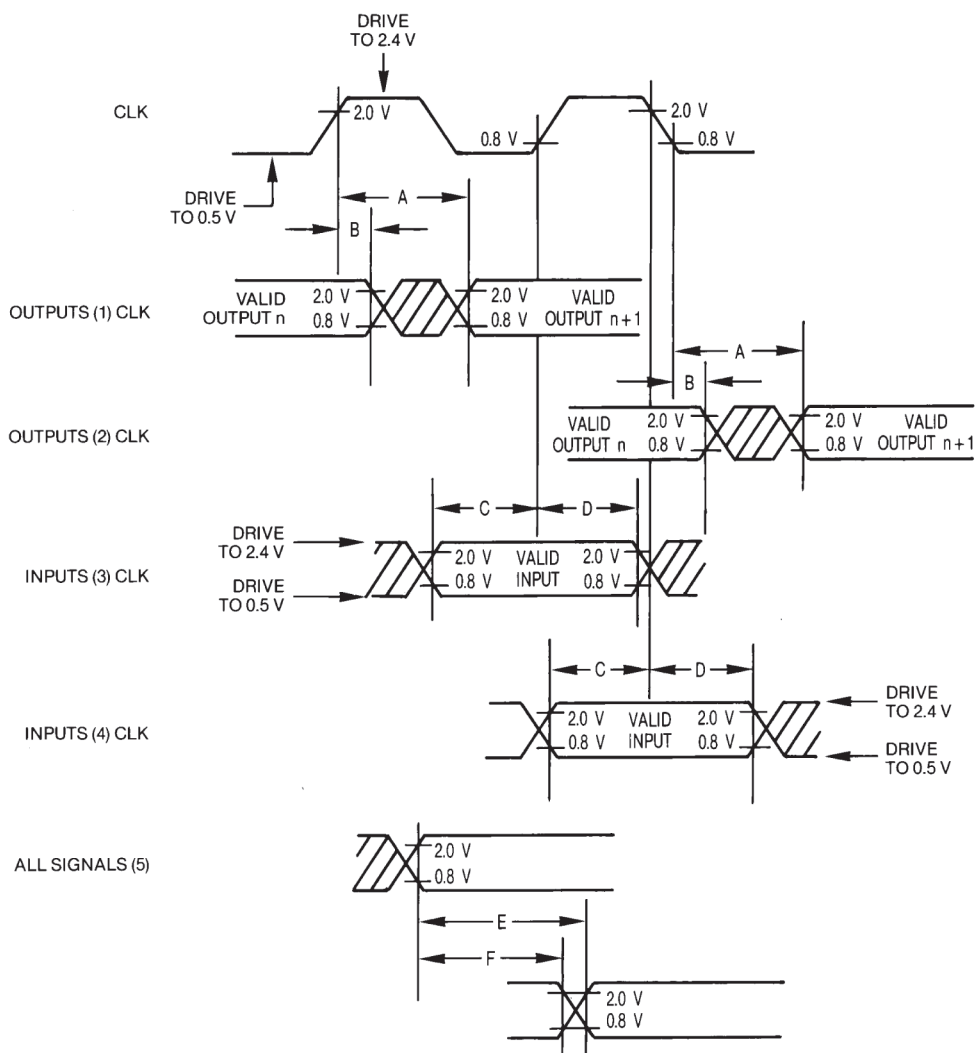 DRIVE
TO 2.4 V
CLK
2.0 V
0.8 V
2.0 V
0.8 V
DRIVE
TO 0.5 V
A
B
OUTPUTS (1) CLK
VALID
OUTPUT n
2.0 V
0.8 V
2.0 V
0.8 V
VALID
OUTPUT n+1
A
B
OUTPUTS (2) CLK
VALID
OUTPUT n
2.0 V
0.8 V
2.0 V
0.8 V
VALID
OUTPUT n+1
C
D
DRIVE
TO 2.4 V
INPUTS (3) CLK
DRIVE
TO 0.5 V
2.0 V
0.8 V
VALID
INPUT
2.0 V
0.8 V
C
D
INPUTS (4) CLK
2.0 V
0.8 V
VALID
INPUT
2.0 V
0.8 V
DRIVE
TO 2.4 V
DRIVE
TO 0.5 V
ALL SIGNALS (5)
2.0 V
0.8 V
E
F
2.0 V
0.8 V